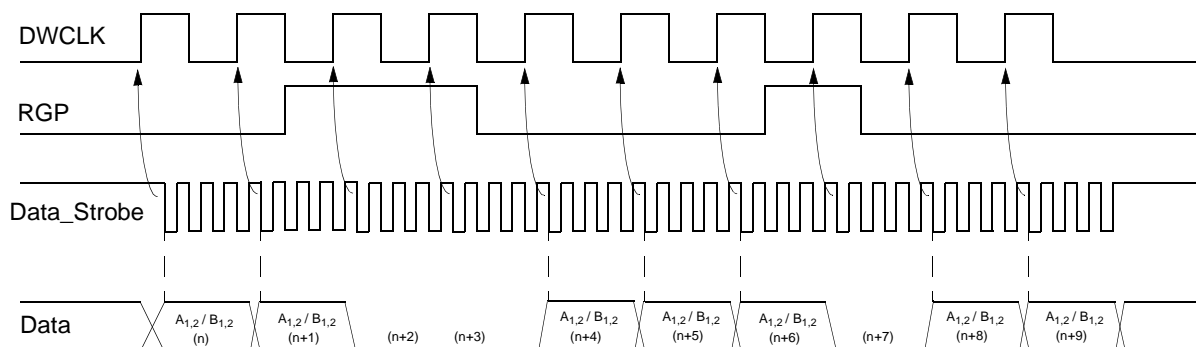 DWCLK
RGP
Data_Strobe
Data
A1,2 / B1,2
(n)
A1,2 / B1,2
(n+1)
(n+2)
(n+3)
A1,2 / B1,2
(n+4)
A1,2 / B1,2
(n+5)
A1,2 / B1,2
(n+6)
(n+7)
A1,2 / B1,2
(n+8)
A1,2 / B1,2
(n+9)